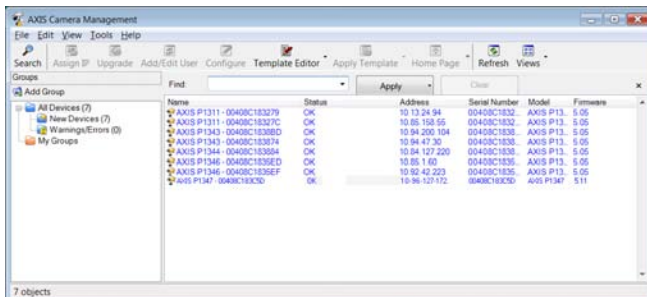 AXIS Camera Management
File Edit View Tools Help
Search Assign IP Upgrade Add/Edit User Configure Template Editor Apply Template Home Page Refresh Views
Groups
Add Group
Find: Apply Clear
All Devices (7)
New Devices (7)
Warnings/Errors (0)
My Groups
Name Status Address Serial Number Model Firmware
AXIS P1311 - 00408C183279 OK 10.13.24.94 00408C1832... AXIS P13... 5.05
AXIS P1311 - 00408C18327C OK 10.85.158.55 00408C1832... AXIS P13... 5.05
AXIS P1343 - 00408C1838BD OK 10.94.200.104 00408C1838... AXIS P13... 5.05
AXIS P1343 - 00408C183874 OK 10.94.47.30 00408C1838... AXIS P13... 5.05
AXIS P1344 - 00408C183884 OK 10.84.127.220 00408C1838... AXIS P13... 5.05
AXIS P1346 - 00408C1835ED OK 10.85.1.60 00408C1835... AXIS P13... 5.05
AXIS P1346 - 00408C1835EF OK 10.92.42.223 00408C1835... AXIS P13... 5.05
AXIS P1347 - 00408C183C5D OK 10-96-127-172. 00408C183C5D AXIS P1347 5.11
7 objects